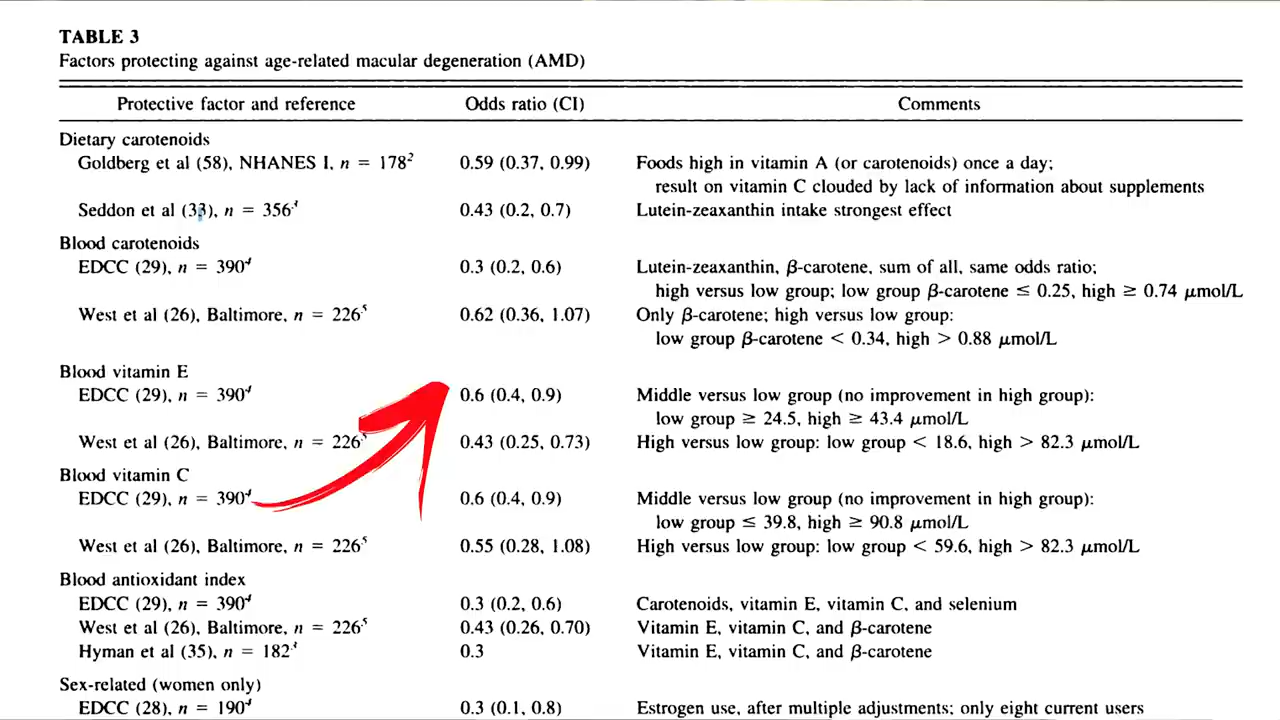 TABLE 3
Factors protecting against age-related macular degeneration (AMD)
Protective factor and reference Odds ratio (CI) Comments
Dietary carotenoids
Goldberg et al (58), NHANES I, n = 178² 0.59 (0.37, 0.99) Foods high in vitamin A (or carotenoids) once a day;
result on vitamin C clouded by lack of information about supplements
Seddon et al (33), n = 356 0.43 (0.2, 0.7) Lutein-zeaxanthin intake strongest effect
Blood carotenoids
EDCC (29), n = 390 0.3 (0.2, 0.6) Lutein-zeaxanthin, β-carotene, sum of all, same odds ratio;
high versus low group; low group β-carotene ≤ 0.25, high ≥ 0.74 μmol/L
West et al (26), Baltimore, n = 226⁵ 0.62 (0.36, 1.07) Only β-carotene; high versus low group:
low group β-carotene < 0.34, high > 0.88 μmol/L
Blood vitamin E
EDCC (29), n = 390 0.6 (0.4, 0.9) Middle versus low group (no improvement in high group):
low group ≥ 24.5, high ≥ 43.4 μmol/L
West et al (26), Baltimore, n = 226 0.43 (0.25, 0.73) High versus low group: low group < 18.6, high > 82.3 μmol/L
Blood vitamin C
EDCC (29), n = 390 0.6 (0.4, 0.9) Middle versus low group (no improvement in high group):
low group ≤ 39.8, high ≥ 90.8 μmol/L
West et al (26), Baltimore, n = 226⁵ 0.55 (0.28, 1.08) High versus low group: low group < 59.6, high > 82.3 μmol/L
Blood antioxidant index
EDCC (29), n = 390 0.3 (0.2, 0.6) Carotenoids, vitamin E, vitamin C, and selenium
West et al (26), Baltimore, n = 226⁵ 0.43 (0.26, 0.70) Vitamin E, vitamin C, and β-carotene
Hyman et al (35), n = 182 0.3 Vitamin E, vitamin C, and β-carotene
Sex-related (women only)
EDCC (28), n = 190 0.3 (0.1, 0.8) Estrogen use, after multiple adjustments; only eight current users